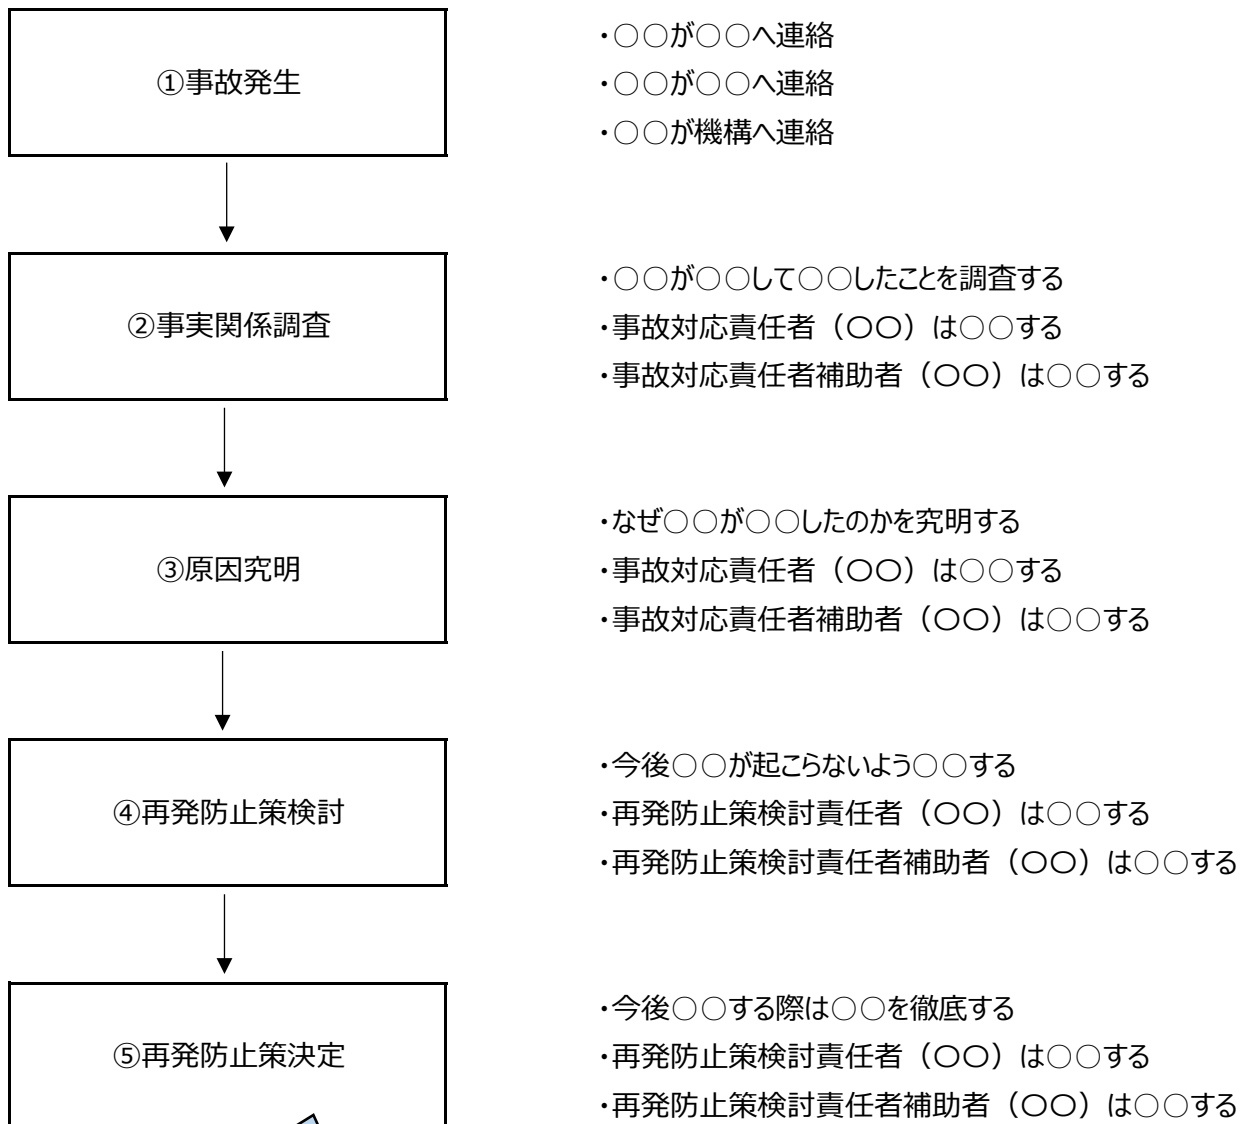 ①事故発生
・○○が○○へ連絡
・○○が○○へ連絡
・○○が機構へ連絡
②事実関係調査
・○○が○○して○○したことを調査する
・事故対応責任者（〇〇）は○○する
・事故対応責任者補助者（〇〇）は○○する
③原因究明
・なぜ○○が○○したのかを究明する
・事故対応責任者（〇〇）は○○する
・事故対応責任者補助者（〇〇）は○○する
④再発防止策検討
・今後○○が起こらないよう○○する
・再発防止策検討責任者（〇〇）は○○する
・再発防止策検討責任者補助者（〇〇）は○○する
⑤再発防止策決定
・今後○○する際は○○を徹底する
・再発防止策検討責任者（〇〇）は○○する
・再発防止策検討責任者補助者（〇〇）は○○する